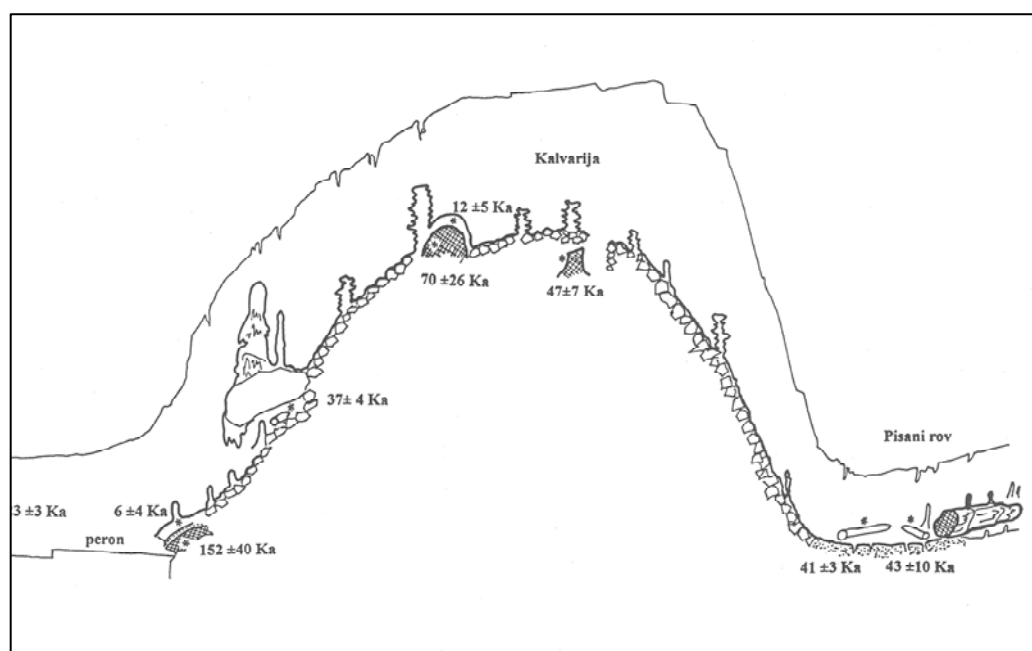 Kalvarija
12 ±5 Ka
70 ±26 Ka
47±7 Ka
37± 4 Ka
Pisani rov
3 ±3 Ka
6±4 Ka
peron
152 ±40 Ka
41 ±3 Ka
43 ±10 Ka